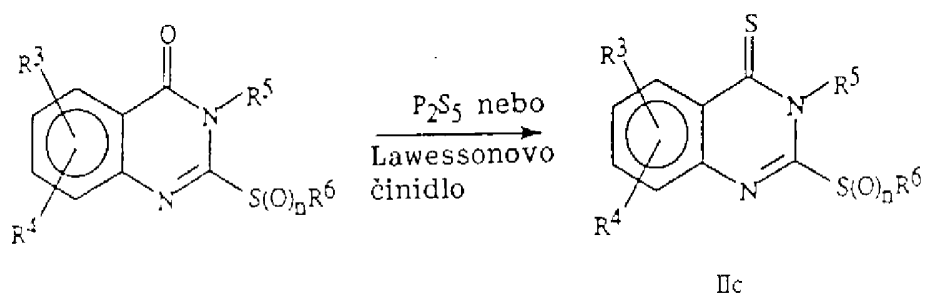 O
R³
R⁵
N
N
S(O)ₙR⁶
R⁴
P₂S₅ nebo
Lawessonovo
činidlo
S
R³
R⁵
N
N
S(O)ₙR⁶
R⁴
IIc